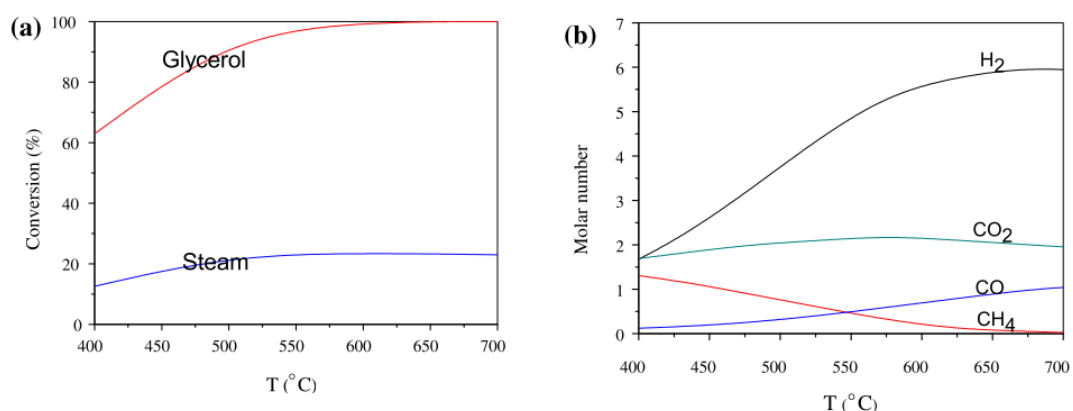 (a)
Conversion (%)
100
80
60
40
20
0
Glycerol
Steam
400 450 500 550 600 650 700
T (°C)
(b)
Molar number
7
6
5
4
3
2
1
0
H2
CO2
CO
CH4
400 450 500 550 600 650 700
T (°C)